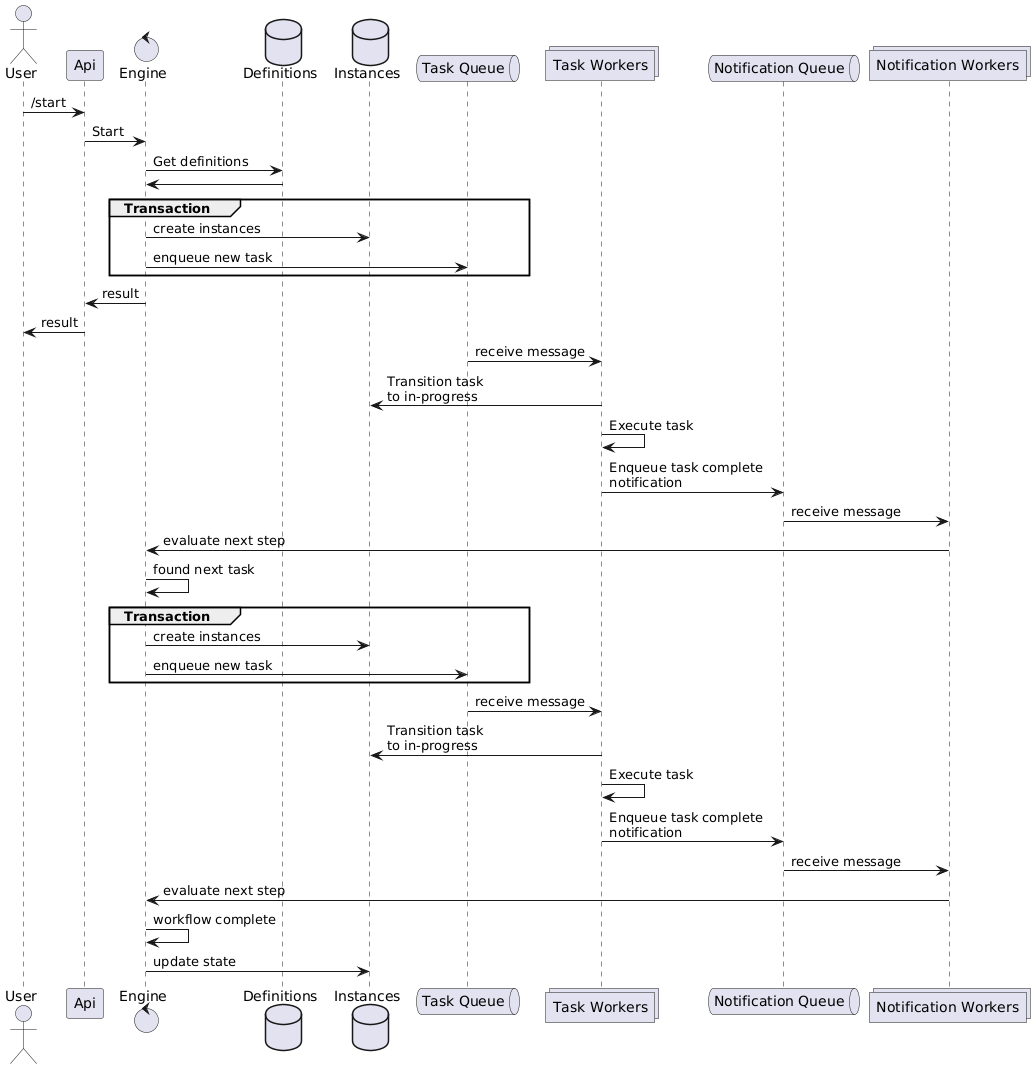 User
Api
Engine
Definitions
Instances
Task Queue
Task Workers
Notification Queue
Notification Workers
/start
Start
Get definitions
Transaction
create instances
enqueue new task
result
result
receive message
Transition task
to in-progress
Execute task
Enqueue task complete
notification
receive message
evaluate next step
found next task
Transaction
create instances
enqueue new task
receive message
Transition task
to in-progress
Execute task
Enqueue task complete
notification
receive message
evaluate next step
workflow complete
update state
User
Api
Engine
Definitions
Instances
Task Queue
Task Workers
Notification Queue
Notification Workers